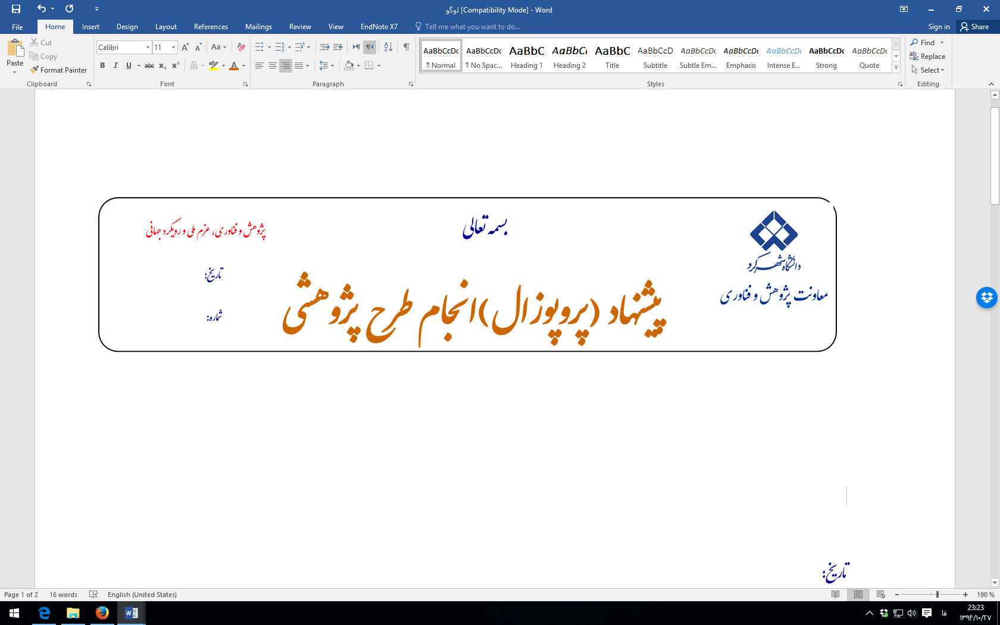 لوگو [Compatibility Mode] - Word
File Home Insert Design Layout References Mailings Review View EndNote X7 Tell me what you want to do... Sign in Share
Paste
Cut
Copy
Format Painter
Clipboard
Calibri 11
B I U abc x₂ x²
Font
Paragraph
AaBbCcDc AaBbCcDc AaBbC AaBbCc AaBbC AaBbCcD AaBbCcDc AaBbCcDc AaBbCcDc AaBbCcDc AaBbCcDc
¶ Normal ¶ No Spac... Heading 1 Heading 2 Title Subtitle Subtle Em... Emphasis Intense E... Strong Quote
Styles
Find
Replace
Select
Editing
بسمه تعالی
پژوهش و فناوری، عزم ملی و رویکرد جهانی
دانشگاه شهرکرد
معاونت پژوهش و فناوری
تاریخ:
شماره:
پیشنهاد (پروپوزال)انجام طرح پژوهشی
تاریخ:
Page 1 of 2 16 words English (United States) 190 %
فا
23:23
۱۳۹۴/۱۰/۲۷